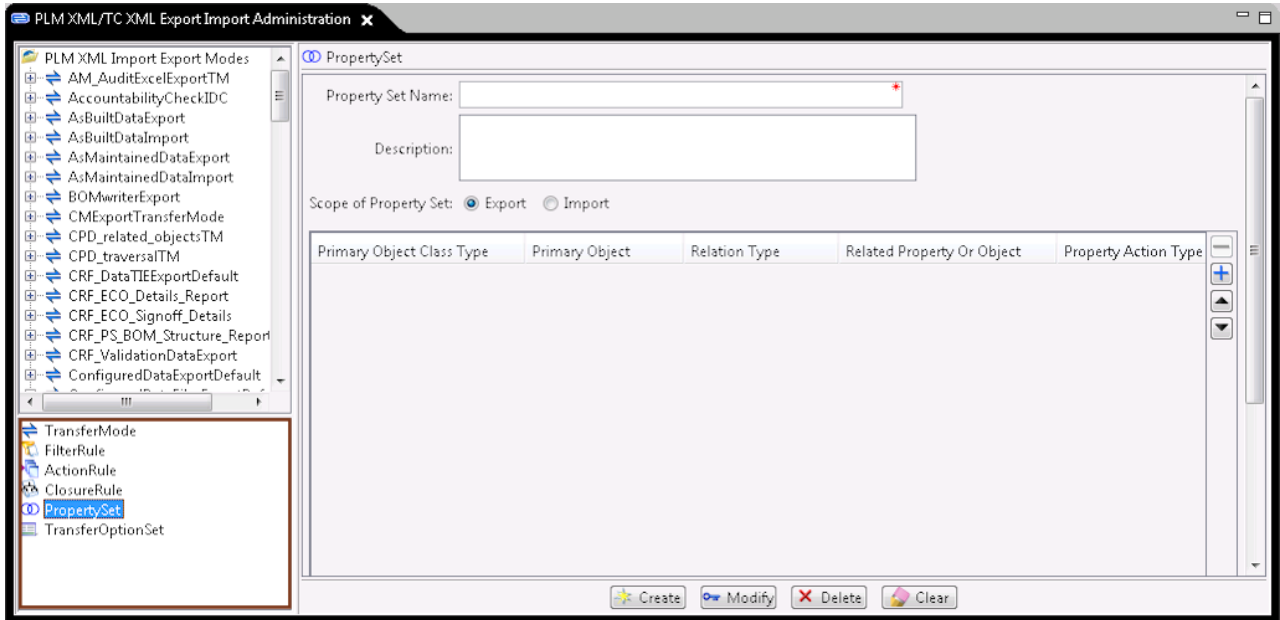 PLM XML/TC XML Export Import Administration
PLM XML Import Export Modes
AM_AuditExcelExportTM
AccountabilityCheckIDC
AsBuiltDataExport
AsBuiltDataImport
AsMaintainedDataExport
AsMaintainedDataImport
BOMwriterExport
CMExportTransferMode
CPD_related_objectsTM
CPD_traversalTM
CRF_DataTIEExportDefault
CRF_ECO_Details_Report
CRF_ECO_Signoff_Details
CRF_PS_BOM_Structure_Report
CRF_ValidationDataExport
ConfiguredDataExportDefault
TransferMode
FilterRule
ActionRule
ClosureRule
PropertySet
TransferOptionSet
PropertySet
Property Set Name: *
Description:
Scope of Property Set: Export Import
Primary Object Class Type Primary Object Relation Type Related Property Or Object Property Action Type
Create Modify Delete Clear